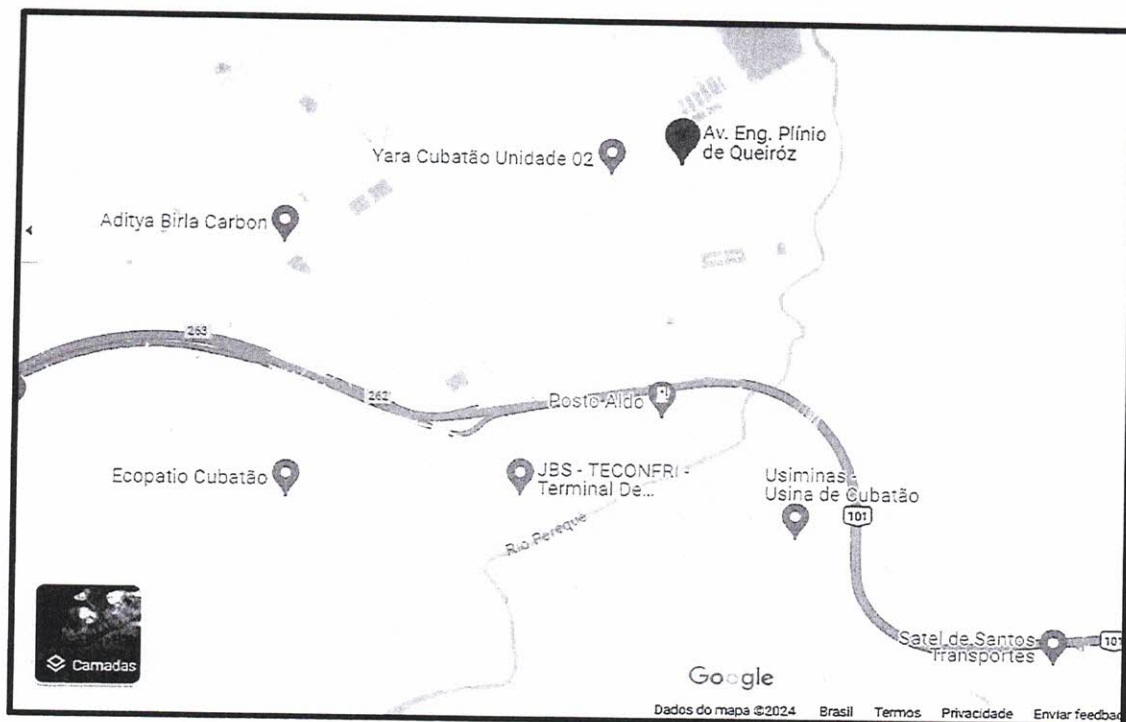 Av. Eng. Plínio
de Queiróz
Yara Cubatão Unidade 02
Aditya Birla Carbon
263
262
Posto Aldo
Ecopatio Cubatão
JBS - TECONFRI -
Terminal De...
Usiminas -
Usina de Cubatão
101
Rio Perequê
Satel de Santos
Transportes
101
Camadas
Google
Dados do mapa ©2024 Brasil Termos Privacidade Enviar feedbac